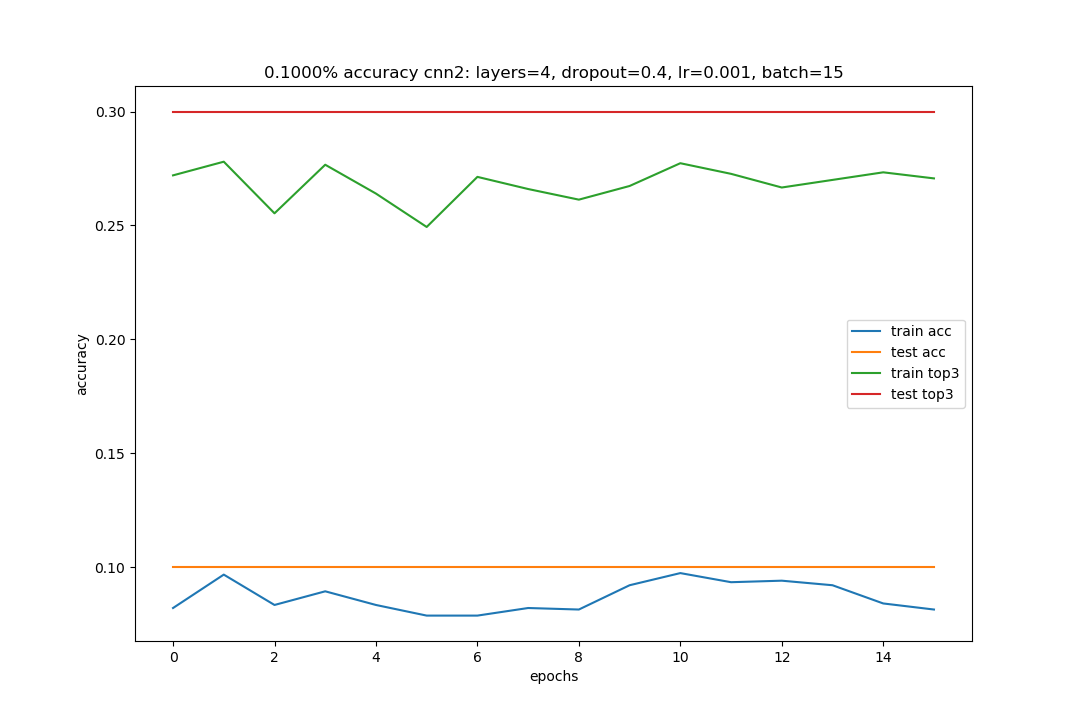 0.1000% accuracy cnn2: layers=4, dropout=0.4, lr=0.001, batch=15
0.30
0.25
0.20
0.15
0.10
accuracy
train acc
test acc
train top3
test top3
0 2 4 6 8 10 12 14
epochs